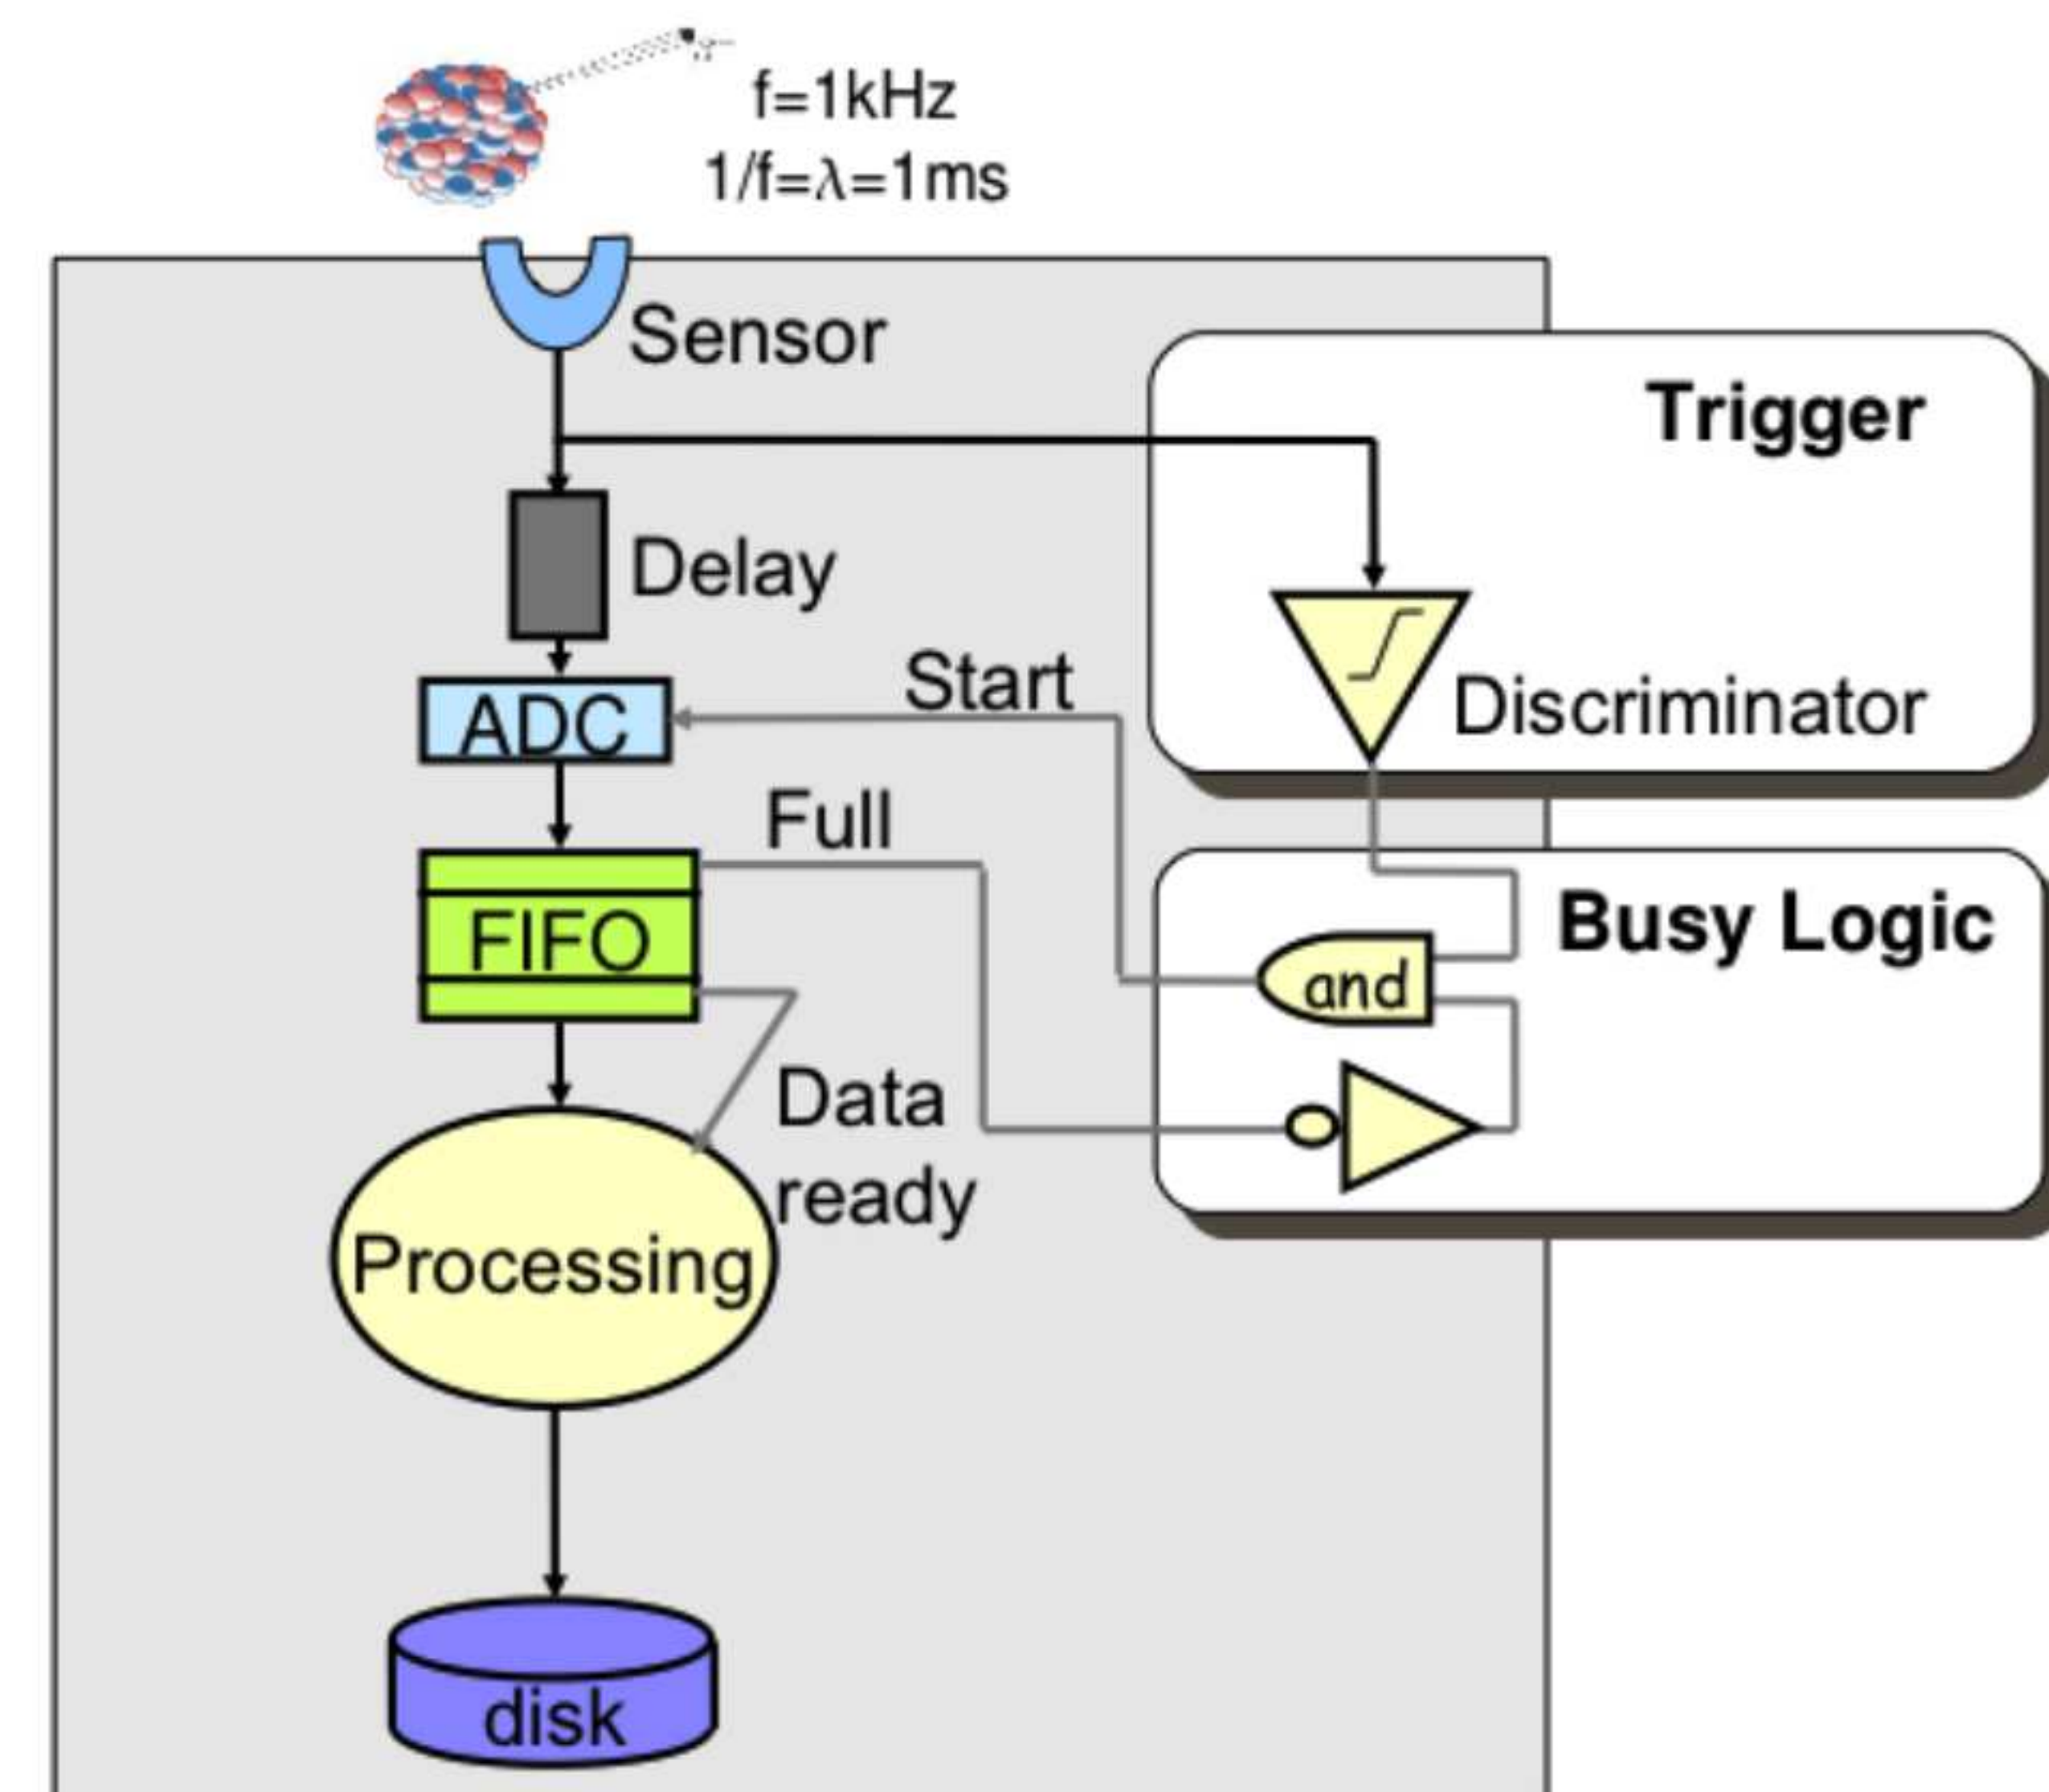 f=1kHz
1/f=λ=1ms
Sensor
Trigger
Delay
Discriminator
Start
ADC
Full
FIFO
Busy Logic
and
Data
ready
Processing
disk